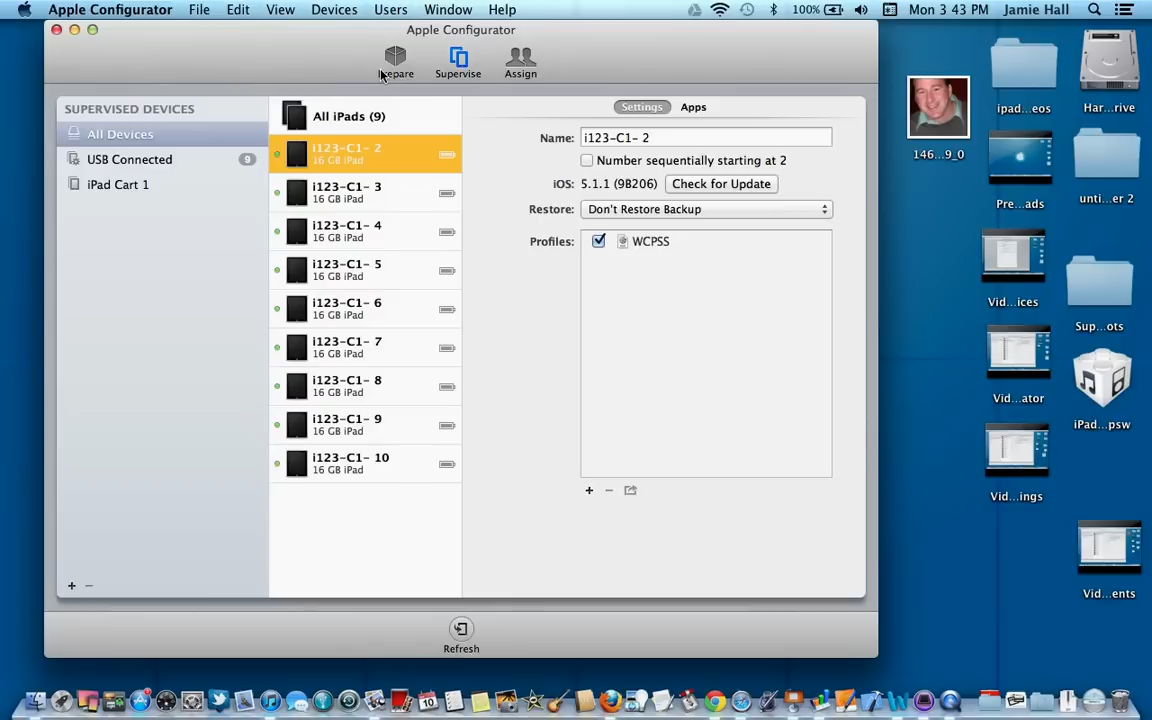 Apple Configurator File Edit View Devices Users Window Help 100% Mon 3 43 PM Jamie Hall
Apple Configurator
Prepare Supervise Assign
SUPERVISED DEVICES
All Devices
USB Connected 9
iPad Cart 1
All iPads (9)
i123-C1- 2
16 GB iPad
i123-C1- 3
16 GB iPad
i123-C1- 4
16 GB iPad
i123-C1- 5
16 GB iPad
i123-C1- 6
16 GB iPad
i123-C1- 7
16 GB iPad
i123-C1- 8
16 GB iPad
i123-C1- 9
16 GB iPad
i123-C1- 10
16 GB iPad
Settings Apps
Name: i123-C1- 2
Number sequentially starting at 2
iOS: 5.1.1 (9B206) Check for Update
Restore: Don't Restore Backup
Profiles: WCPSS
+ −
+ −
Refresh
ipad...eos
Har...rive
146...9_0
Pre...ads
unti...er 2
Vid...ices
Sup...ots
Vid...ator
iPad...psw
Vid...ings
Vid...ents
10